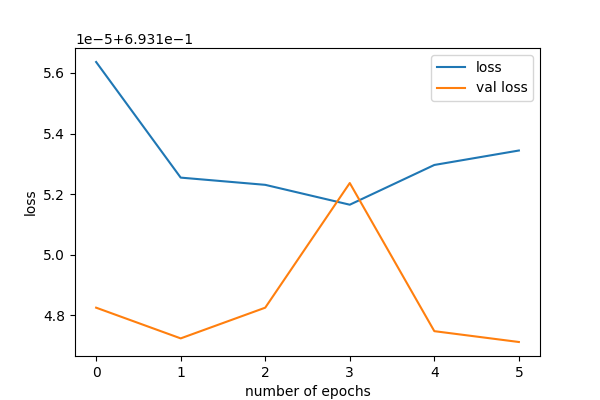 1e−5+6.931e−1
loss
val loss
5.6
5.4
5.2
5.0
4.8
loss
0 1 2 3 4 5
number of epochs